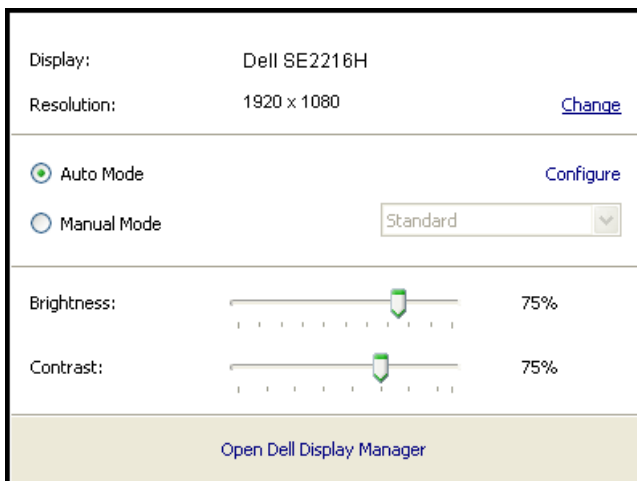 Display: Dell SE2216H
Resolution: 1920 x 1080 Change
Auto Mode Configure
Manual Mode Standard
Brightness: 75%
Contrast: 75%
Open Dell Display Manager